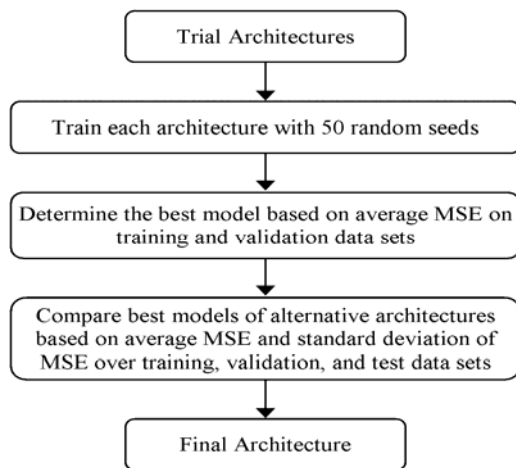 Trial Architectures
Train each architecture with 50 random seeds
Determine the best model based on average MSE on
training and validation data sets
Compare best models of alternative architectures
based on average MSE and standard deviation of
MSE over training, validation, and test data sets
Final Architecture